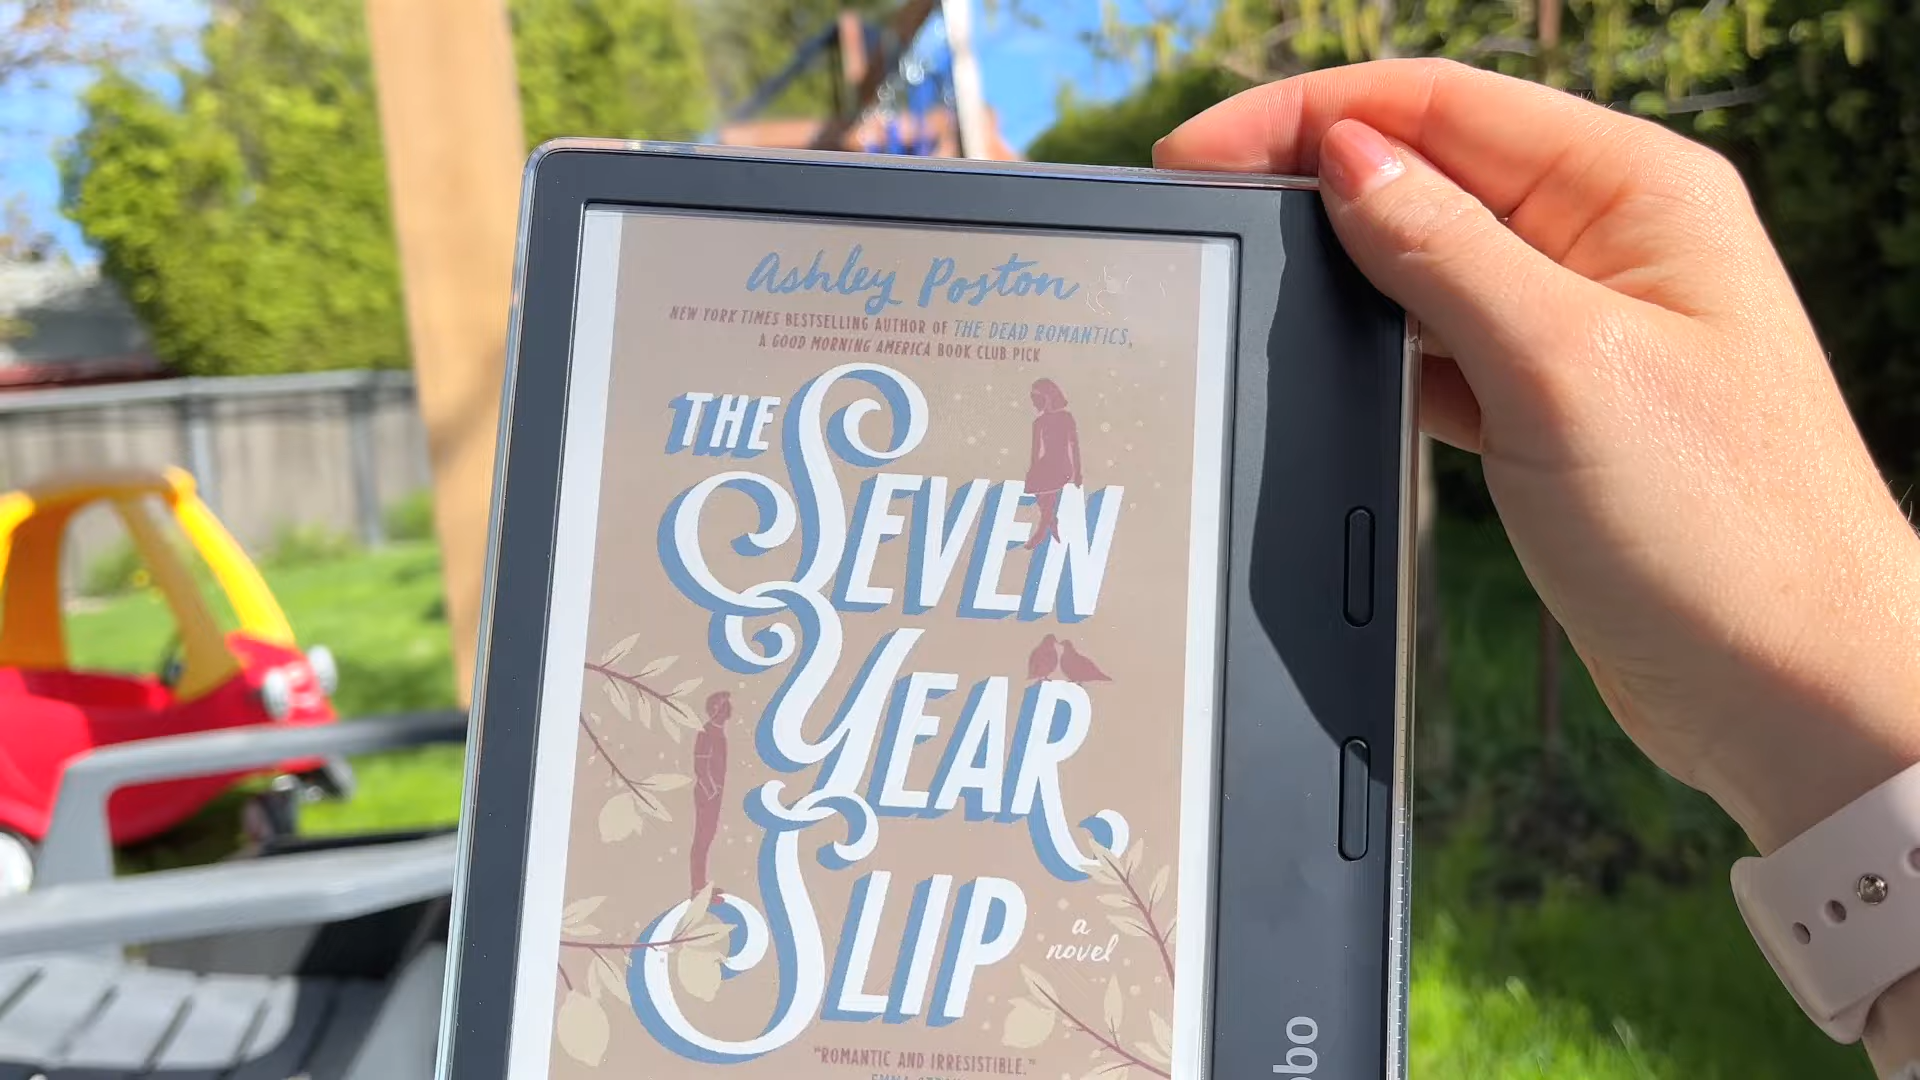 Ashley Poston
NEW YORK TIMES BESTSELLING AUTHOR OF THE DEAD ROMANTICS,
A GOOD MORNING AMERICA BOOK CLUB PICK
THE
SEVEN
YEAR
SLIP
a
novel
"ROMANTIC AND IRRESISTIBLE."
obo